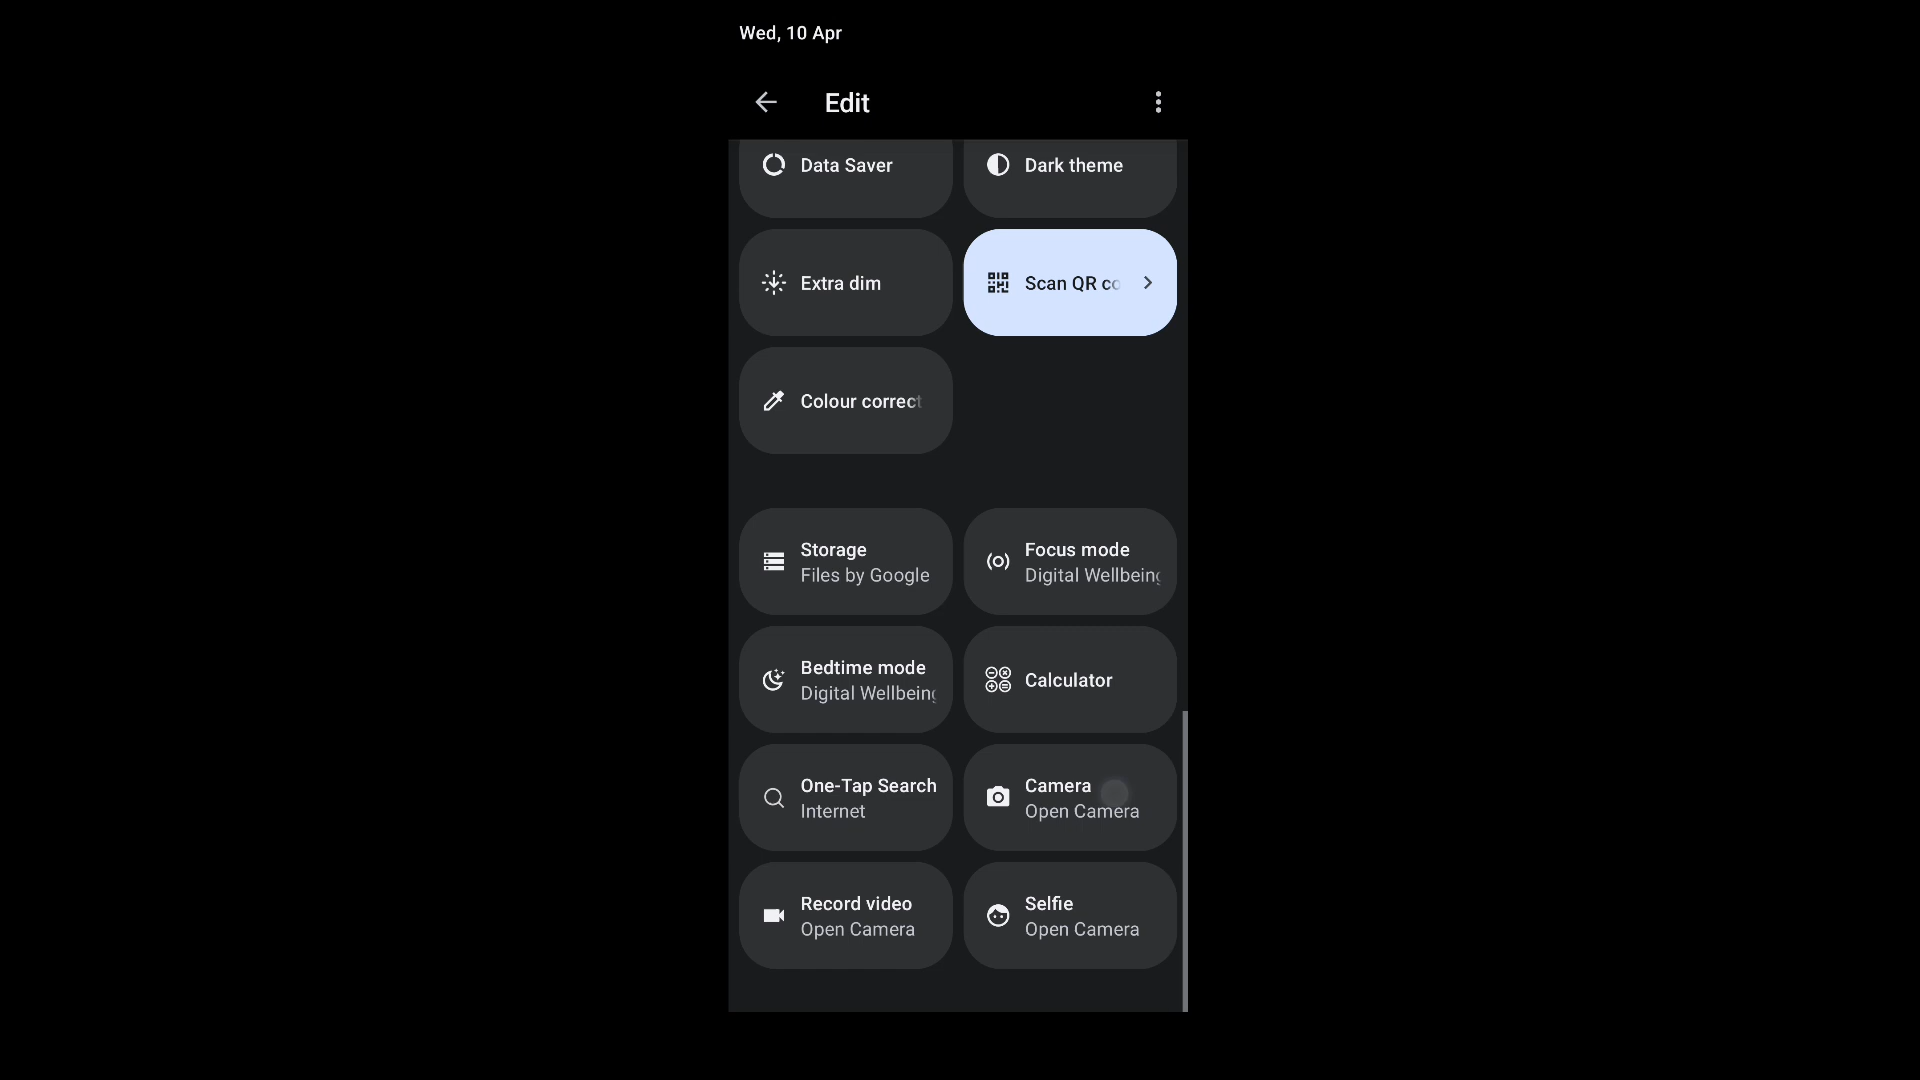 Wed, 10 Apr
Edit
Data Saver
Dark theme
Extra dim
Scan QR co
Colour correct
Storage
Files by Google
Focus mode
Digital Wellbeing
Bedtime mode
Digital Wellbeing
Calculator
One-Tap Search
Internet
Camera
Open Camera
Record video
Open Camera
Selfie
Open Camera